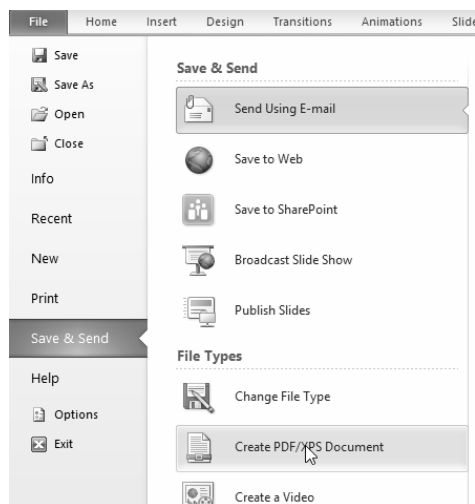 File Home Insert Design Transitions Animations Slide
Save
Save As
Open
Close
Info
Recent
New
Print
Save & Send
Help
Options
Exit
Save & Send
Send Using E-mail
Save to Web
Save to SharePoint
Broadcast Slide Show
Publish Slides
File Types
Change File Type
Create PDF/XPS Document
Create a Video